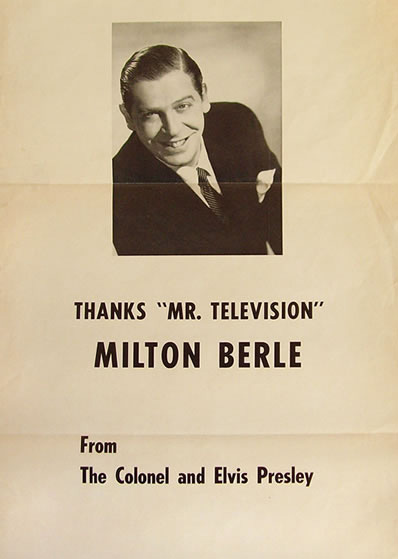 THANKS "MR. TELEVISION"
MILTON BERLE
From
The Colonel and Elvis Presley